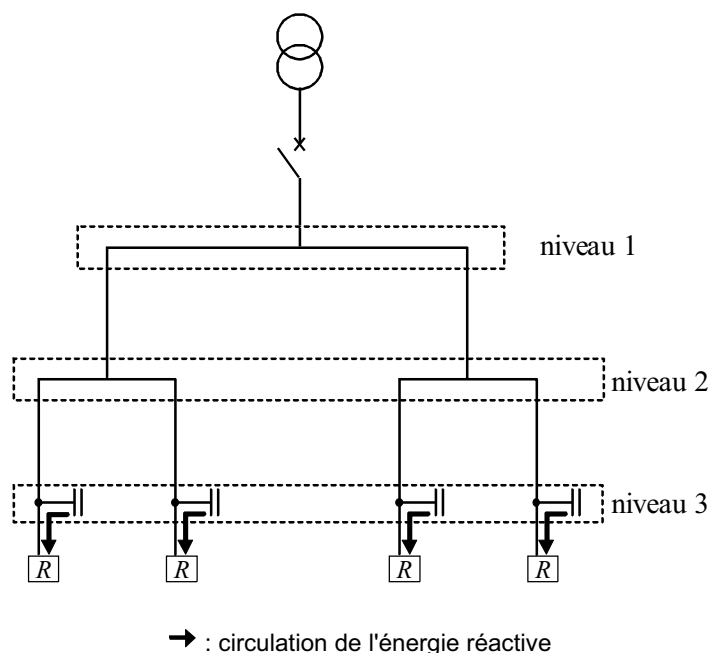 niveau 1
niveau 2
niveau 3
R R R R
: circulation de l'énergie réactive